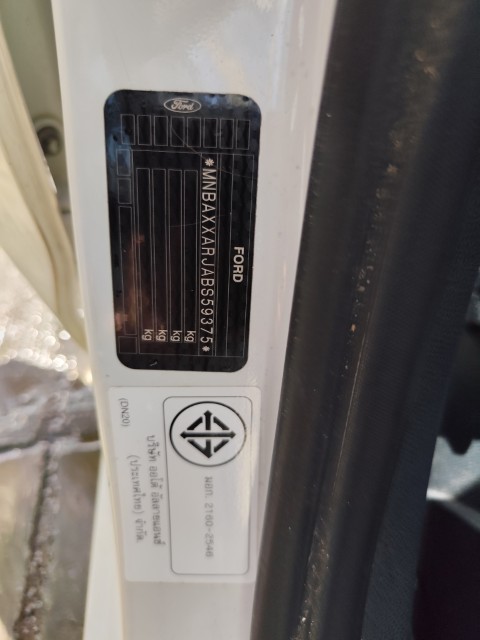 Ford
FORD
*MNBAXXARJABS59375*
kg
kg
kg
kg
มอก. 2160-2546
บริษัท ออโต้ อัลลายแอนซ์
(ประเทศไทย) จำกัด
(DN20)